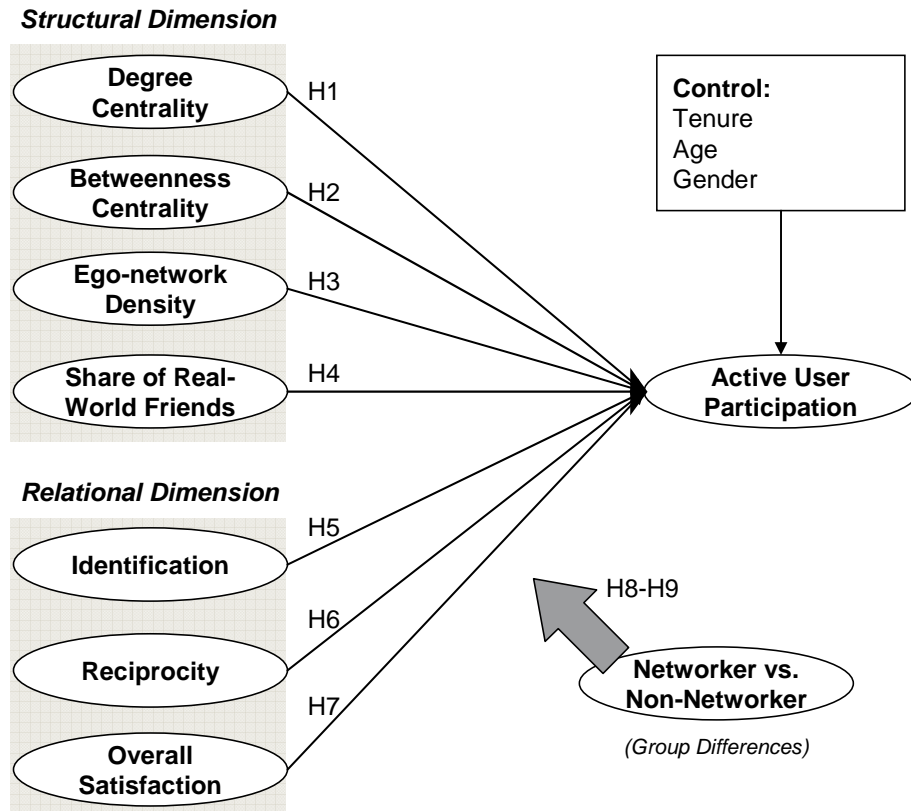 Structural Dimension
Degree
Centrality
H1
Betweenness
Centrality
H2
Ego-network
Density
H3
Share of Real-
World Friends
H4
Control:
Tenure
Age
Gender
Active User
Participation
Relational Dimension
Identification
H5
Reciprocity
H6
Overall
Satisfaction
H7
H8-H9
Networker vs.
Non-Networker
(Group Differences)